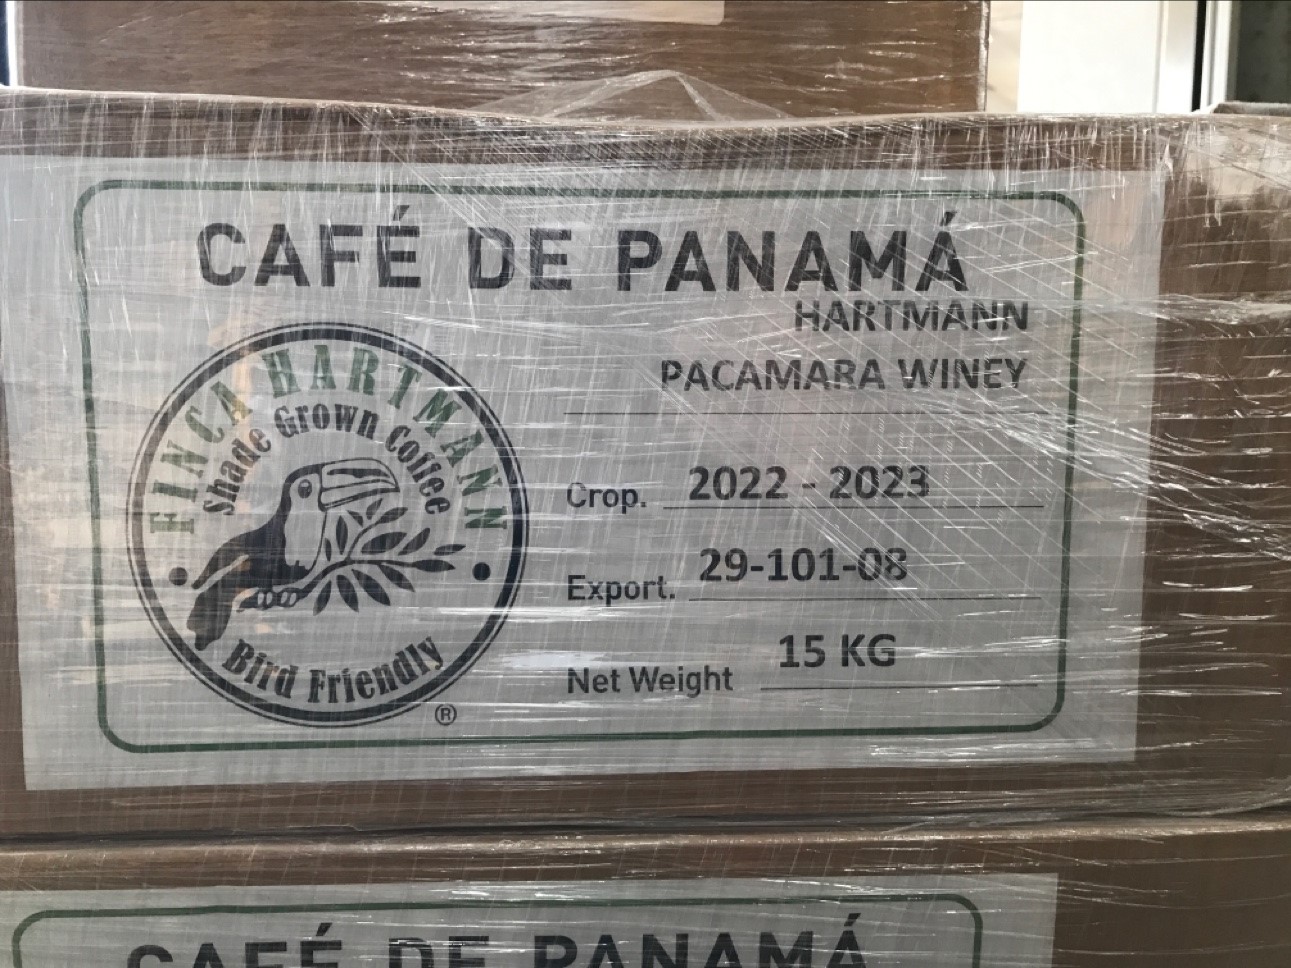 CAFÉ DE PANAMÁ
HARTMANN
PACAMARA WINEY
FINCA HARTMANN
Shade Grown Coffee
Bird Friendly
®
Crop. 2022 - 2023
Export. 29-101-08
Net Weight 15 KG
CAFÉ DE PANAMÁ